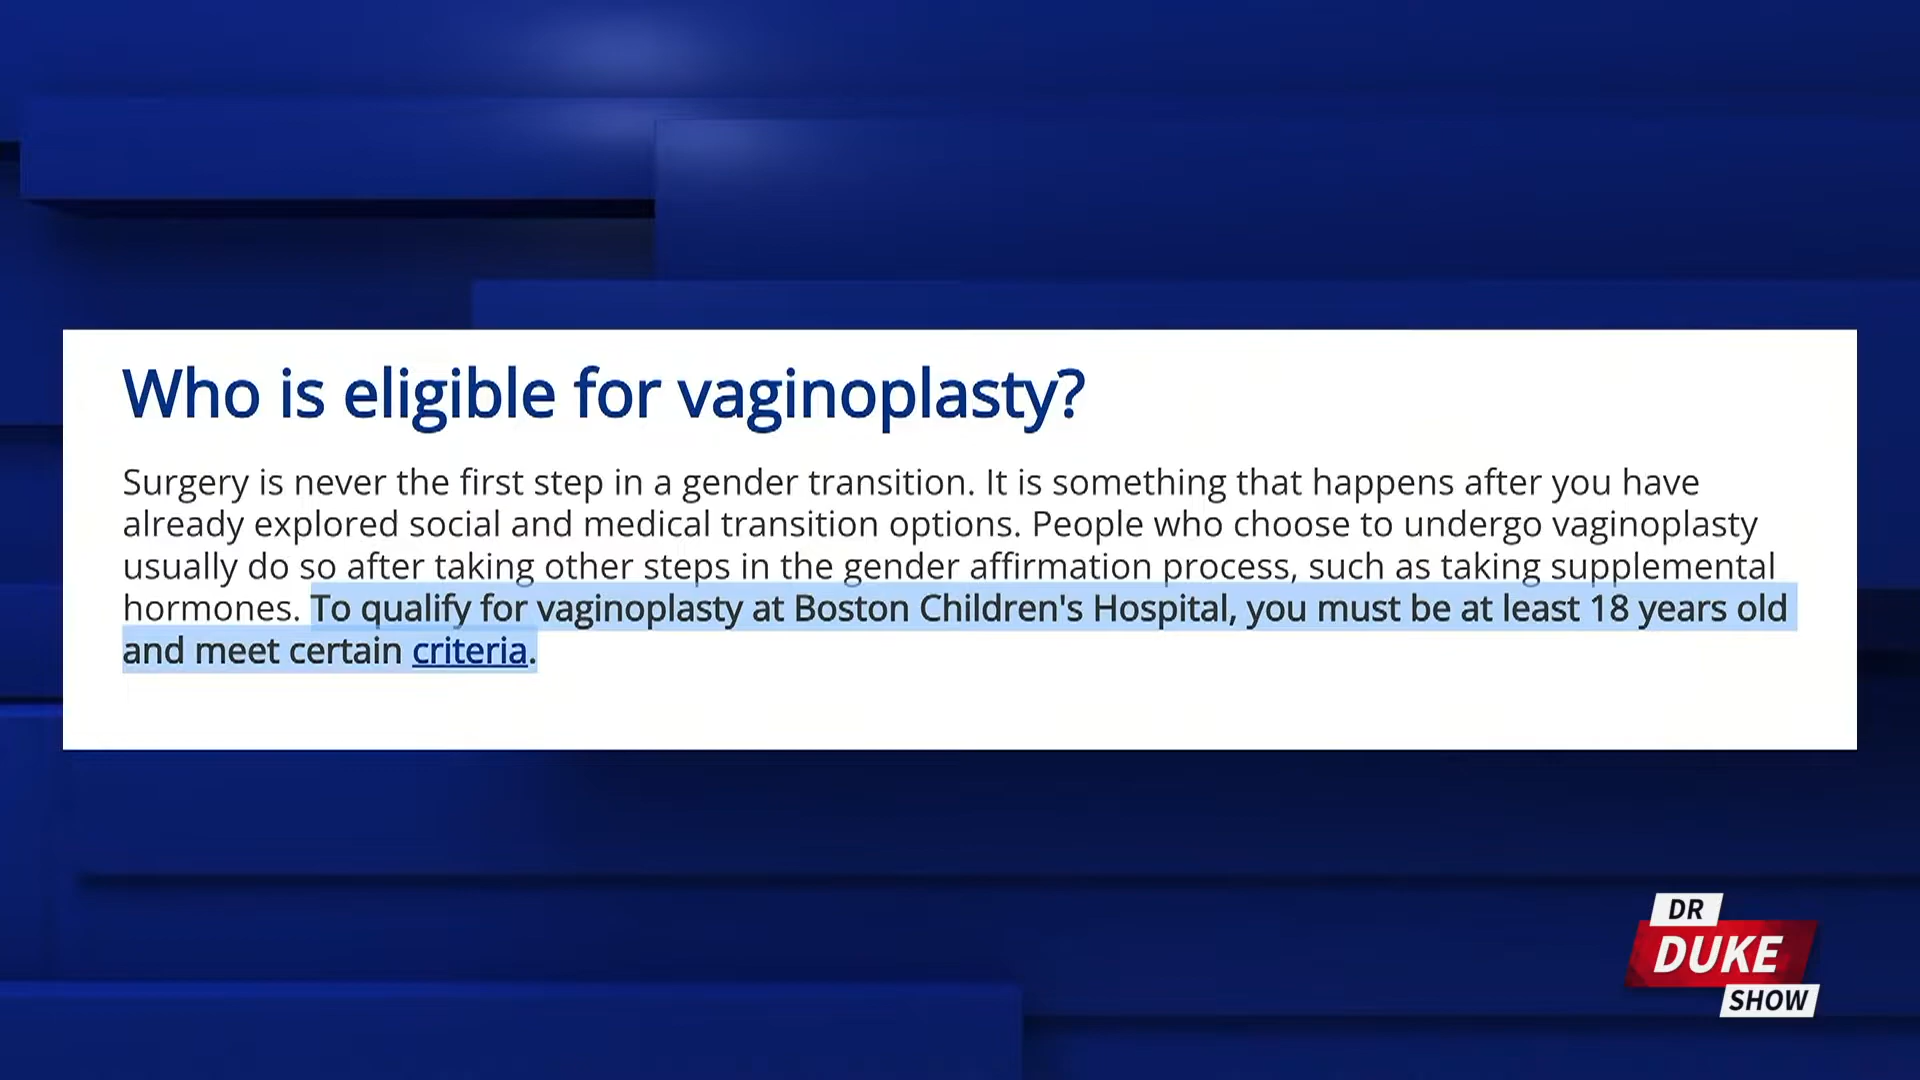 Who is eligible for vaginoplasty?
Surgery is never the first step in a gender transition. It is something that happens after you have
already explored social and medical transition options. People who choose to undergo vaginoplasty
usually do so after taking other steps in the gender affirmation process, such as taking supplemental
hormones. To qualify for vaginoplasty at Boston Children's Hospital, you must be at least 18 years old
and meet certain criteria.
DR
DUKE
SHOW